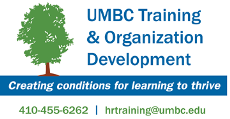 UMBC Training
& Organization
Development
Creating conditions for learning to thrive
410-455-6262 | hrtraining@umbc.edu